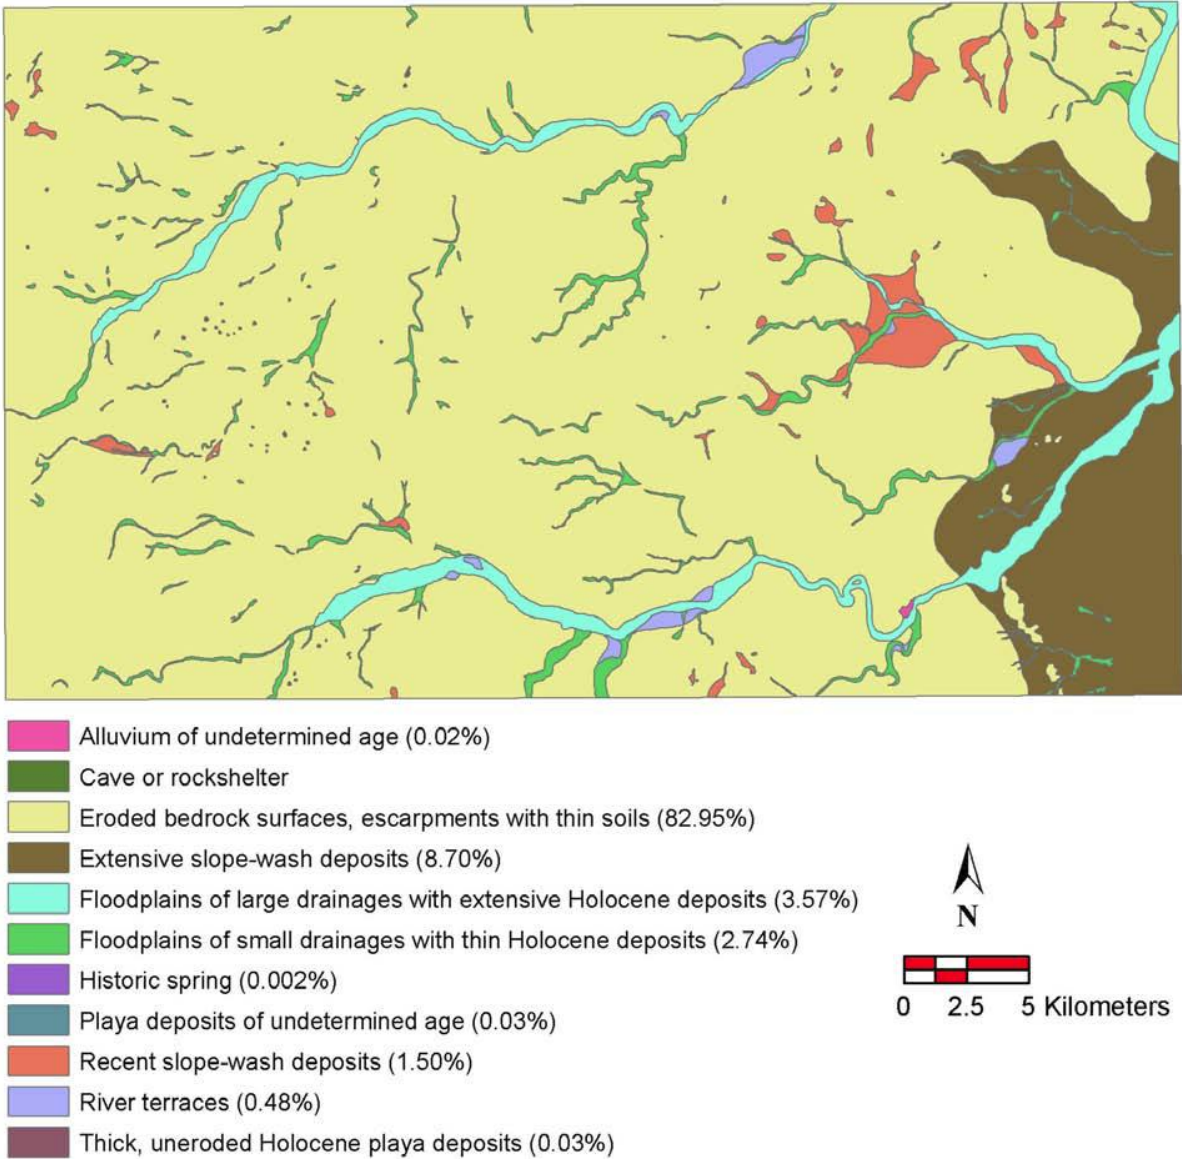 Alluvium of undetermined age (0.02%)
Cave or rockshelter
Eroded bedrock surfaces, escarpments with thin soils (82.95%)
Extensive slope-wash deposits (8.70%)
Floodplains of large drainages with extensive Holocene deposits (3.57%)
Floodplains of small drainages with thin Holocene deposits (2.74%)
Historic spring (0.002%)
Playa deposits of undetermined age (0.03%)
Recent slope-wash deposits (1.50%)
River terraces (0.48%)
Thick, uneroded Holocene playa deposits (0.03%)
N
0 2.5 5 Kilometers